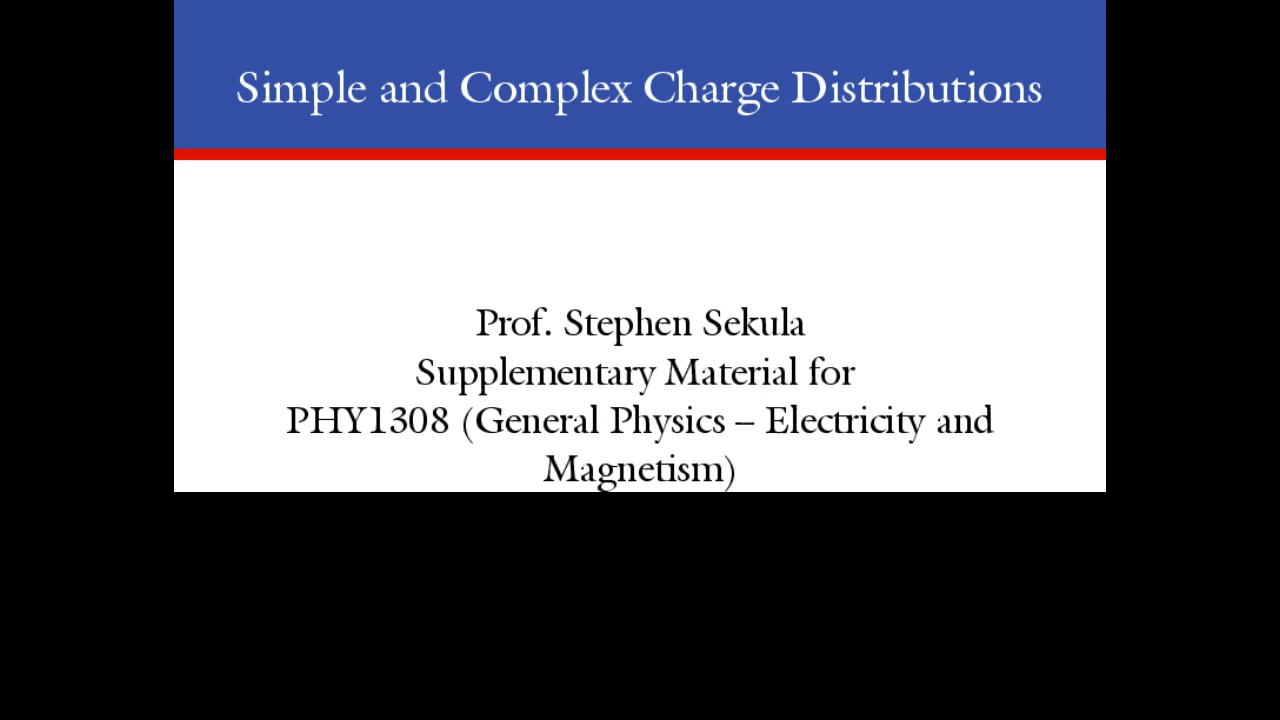 Simple and Complex Charge Distributions
Prof. Stephen Sekula
Supplementary Material for
PHY1308 (General Physics – Electricity and
Magnetism)